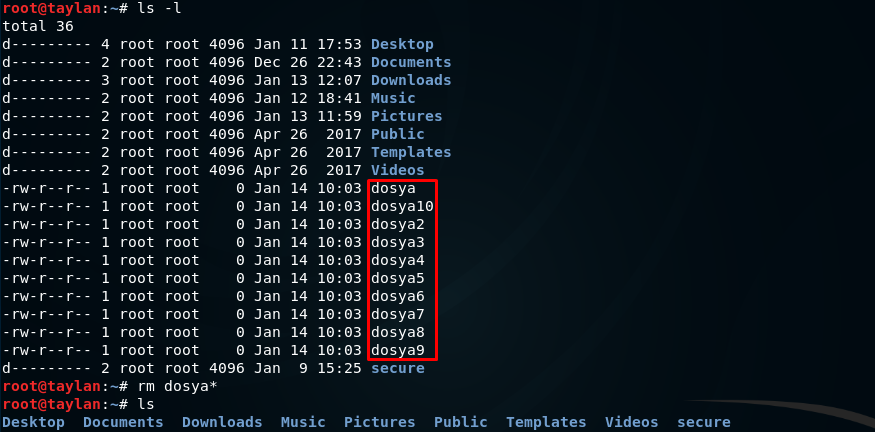 root@taylan:~# ls -l
total 36
d--------- 4 root root 4096 Jan 11 17:53 Desktop
d--------- 2 root root 4096 Dec 26 22:43 Documents
d--------- 3 root root 4096 Jan 13 12:07 Downloads
d--------- 2 root root 4096 Jan 12 18:41 Music
d--------- 2 root root 4096 Jan 13 11:59 Pictures
d--------- 2 root root 4096 Apr 26  2017 Public
d--------- 2 root root 4096 Apr 26  2017 Templates
d--------- 2 root root 4096 Apr 26  2017 Videos
-rw-r--r-- 1 root root    0 Jan 14 10:03 dosya
-rw-r--r-- 1 root root    0 Jan 14 10:03 dosya10
-rw-r--r-- 1 root root    0 Jan 14 10:03 dosya2
-rw-r--r-- 1 root root    0 Jan 14 10:03 dosya3
-rw-r--r-- 1 root root    0 Jan 14 10:03 dosya4
-rw-r--r-- 1 root root    0 Jan 14 10:03 dosya5
-rw-r--r-- 1 root root    0 Jan 14 10:03 dosya6
-rw-r--r-- 1 root root    0 Jan 14 10:03 dosya7
-rw-r--r-- 1 root root    0 Jan 14 10:03 dosya8
-rw-r--r-- 1 root root    0 Jan 14 10:03 dosya9
d--------- 2 root root 4096 Jan  9 15:25 secure
root@taylan:~# rm dosya*
root@taylan:~# ls
Desktop  Documents  Downloads  Music  Pictures  Public  Templates  Videos  secure